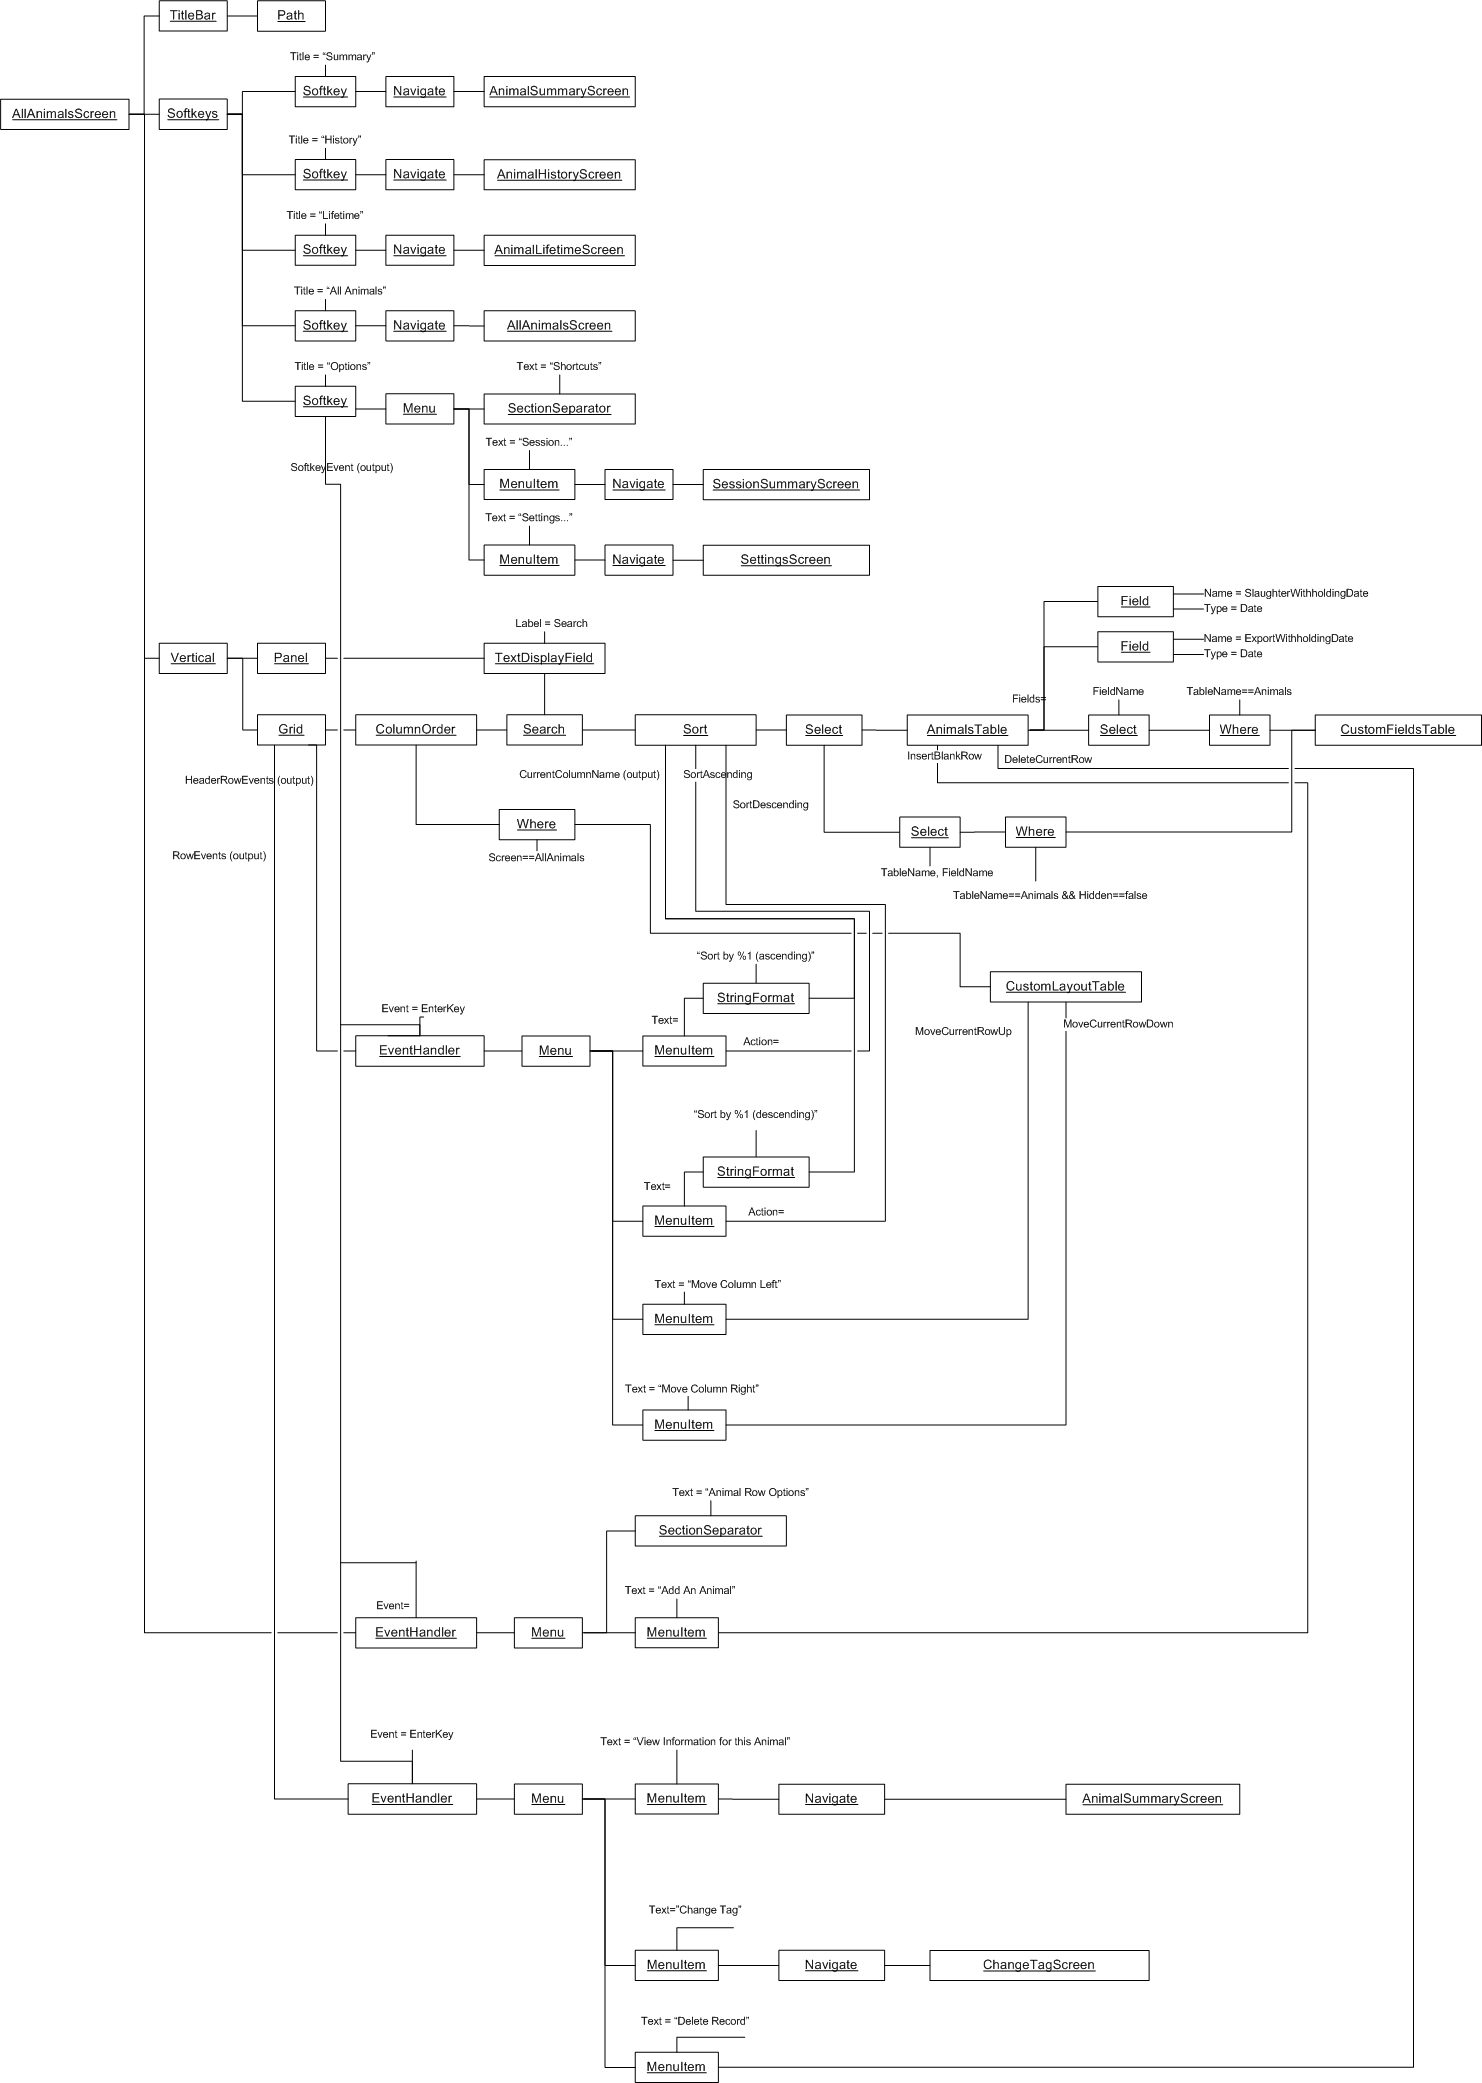 TitleBar
Path
Title = “Summary”
AllAnimalsScreen
Softkeys
Softkey
Navigate
AnimalSummaryScreen
Title = “History”
Softkey
Navigate
AnimalHistoryScreen
Title = “Lifetime”
Softkey
Navigate
AnimalLifetimeScreen
Title = “All Animals”
Softkey
Navigate
AllAnimalsScreen
Title = “Options”
Text = “Shortcuts”
Softkey
Menu
SectionSeparator
Text = “Session...”
SoftkeyEvent (output)
MenuItem
Navigate
SessionSummaryScreen
Text = “Settings...”
MenuItem
Navigate
SettingsScreen
Field
Name = SlaughterWithholdingDate
Type = Date
Label = Search
Field
Name = ExportWithholdingDate
Type = Date
Vertical
Panel
TextDisplayField
Fields=
FieldName
TableName==Animals
Grid
ColumnOrder
Search
Sort
Select
AnimalsTable
Select
Where
CustomFieldsTable
InsertBlankRow
DeleteCurrentRow
HeaderRowEvents (output)
CurrentColumnName (output)
SortAscending
SortDescending
Where
Select
Where
RowEvents (output)
Screen==AllAnimals
TableName, FieldName
TableName==Animals && Hidden==false
“Sort by %1 (ascending)”
StringFormat
CustomLayoutTable
Event = EnterKey
Text=
MoveCurrentRowUp
MoveCurrentRowDown
Action=
EventHandler
Menu
MenuItem
“Sort by %1 (descending)”
StringFormat
Text=
Action=
MenuItem
Text = “Move Column Left”
MenuItem
Text = “Move Column Right”
MenuItem
Text = “Animal Row Options”
SectionSeparator
Text = “Add An Animal”
Event=
EventHandler
Menu
MenuItem
Event = EnterKey
Text = “View Information for this Animal”
EventHandler
Menu
MenuItem
Navigate
AnimalSummaryScreen
Text=”Change Tag”
MenuItem
Navigate
ChangeTagScreen
Text = “Delete Record”
MenuItem